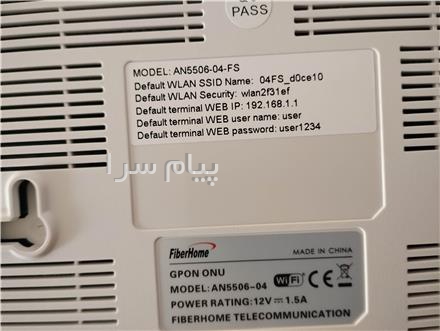 PASS
MODEL: AN5506-04-FS
Default WLAN SSID Name: 04FS_d0ce10
Default WLAN Security: wlan2f31ef
Default terminal WEB IP: 192.168.1.1
Default terminal WEB user name: user
Default terminal WEB password: user1234
پیام سرا
FiberHome
MADE IN CHINA
GPON ONU
MODEL: AN5506-04 WiFi CE
POWER RATING: 12V ⎓ 1.5A
FIBERHOME TELECOMMUNICATION